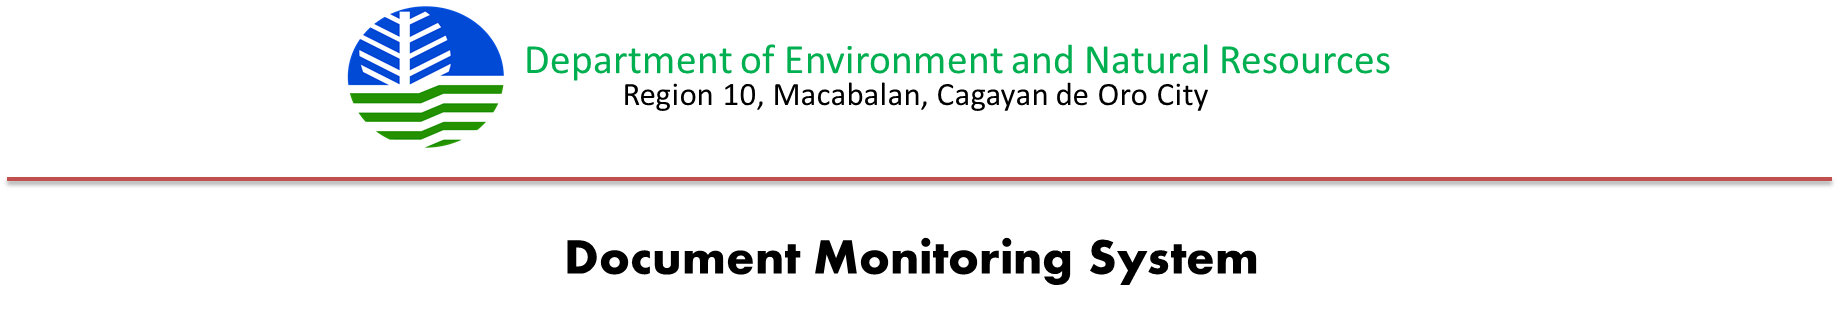 Department of Environment and Natural Resources
Region 10, Macabalan, Cagayan de Oro City
Document Monitoring System